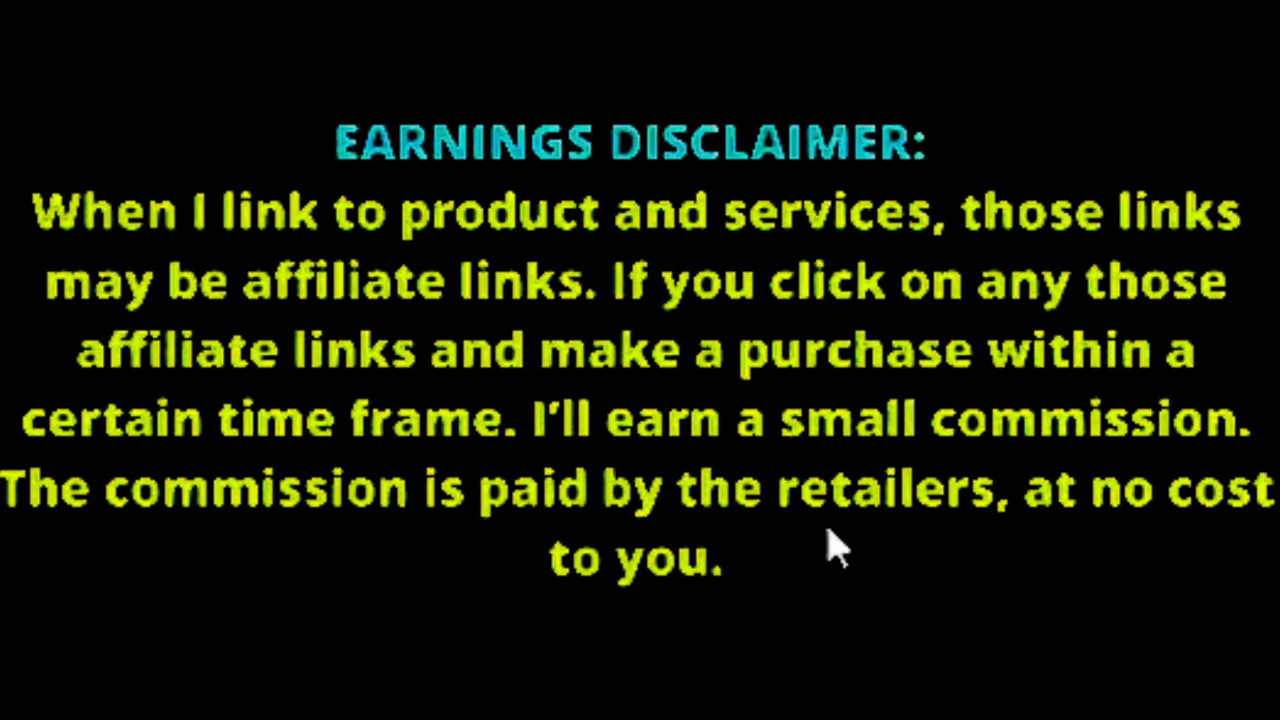 EARNINGS DISCLAIMER:
When I link to product and services, those links
may be affiliate links. If you click on any those
affiliate links and make a purchase within a
certain time frame. I’ll earn a small commission.
The commission is paid by the retailers, at no cost
to you.